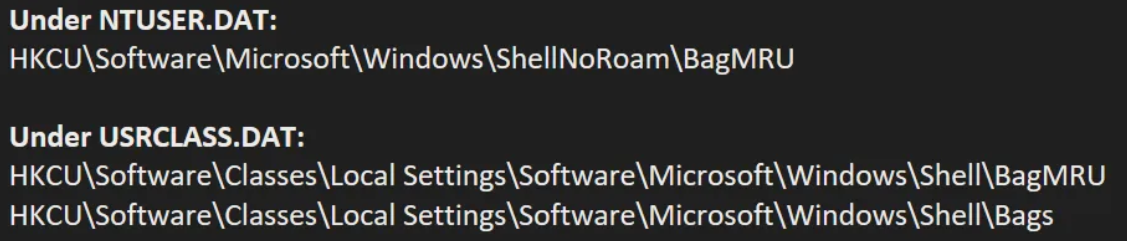 Under NTUSER.DAT:
HKCU\Software\Microsoft\Windows\ShellNoRoam\BagMRU
Under USRCLASS.DAT:
HKCU\Software\Classes\Local Settings\Software\Microsoft\Windows\Shell\BagMRU
HKCU\Software\Classes\Local Settings\Software\Microsoft\Windows\Shell\Bags